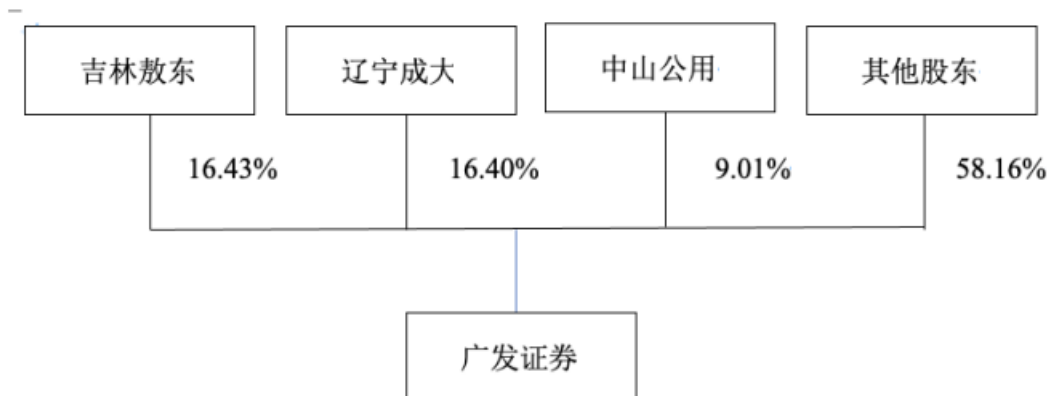 吉林敖东
辽宁成大
中山公用
其他股东
16.43%
16.40%
9.01%
58.16%
广发证券